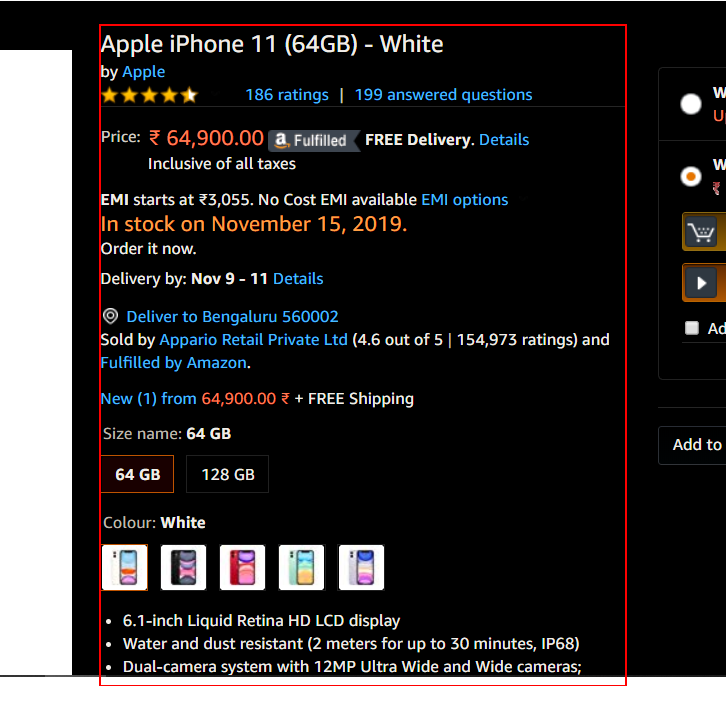 Apple iPhone 11 (64GB) - White
by Apple
186 ratings | 199 answered questions
Price: ₹ 64,900.00 a Fulfilled FREE Delivery. Details
Inclusive of all taxes
EMI starts at ₹3,055. No Cost EMI available EMI options
In stock on November 15, 2019.
Order it now.
Delivery by: Nov 9 - 11 Details
Deliver to Bengaluru 560002
Sold by Appario Retail Private Ltd (4.6 out of 5 | 154,973 ratings) and
Fulfilled by Amazon.
New (1) from 64,900.00 ₹ + FREE Shipping
Size name: 64 GB
64 GB 128 GB
Colour: White
6.1-inch Liquid Retina HD LCD display
Water and dust resistant (2 meters for up to 30 minutes, IP68)
Dual-camera system with 12MP Ultra Wide and Wide cameras;
Add to